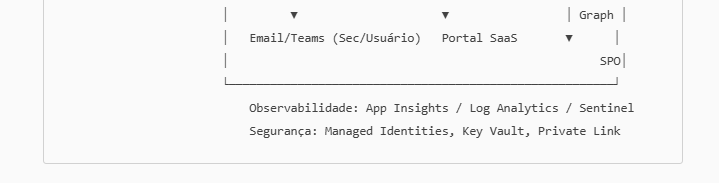 │ ▼ ▼ │ Graph │
│ Email/Teams (Sec/Usuário) Portal SaaS ▼ │
│ SPO│
└──────────────────────────────────────────────────────────┘
Observabilidade: App Insights / Log Analytics / Sentinel
Segurança: Managed Identities, Key Vault, Private Link